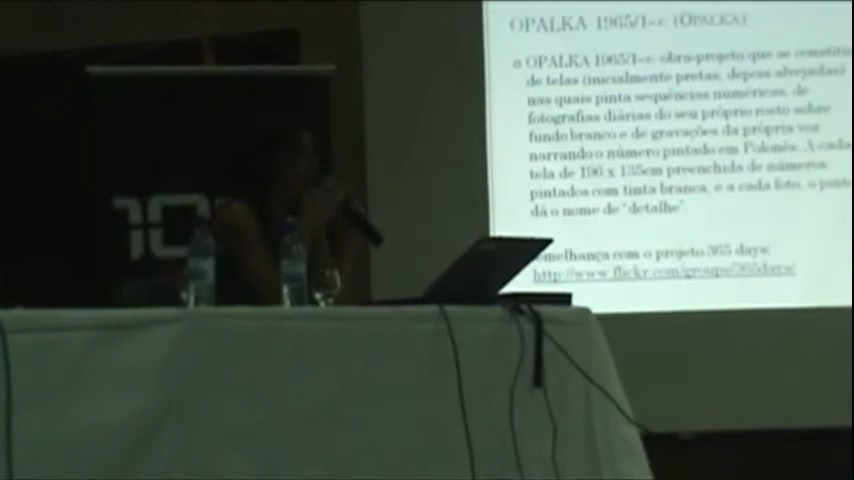 OPALKA 1965/1-∞ (OPALKA)
OPALKA 1965/1-∞: obra-projeto que se constitui
de telas (inicialmente pretas, depois alvejadas)
nas quais pinta sequências numéricas, de
fotografias diárias do seu próprio rosto sobre
fundo branco e de gravações da própria voz
narrando o número pintado em Polonês. A cada
tela de 196 x 135cm preenchida de números
pintados com tinta branca, e a cada foto, o pinto
dá o nome de "detalhe".
emelhança com o projeto 365 days:
http://www.flickr.com/groups/365days/
10